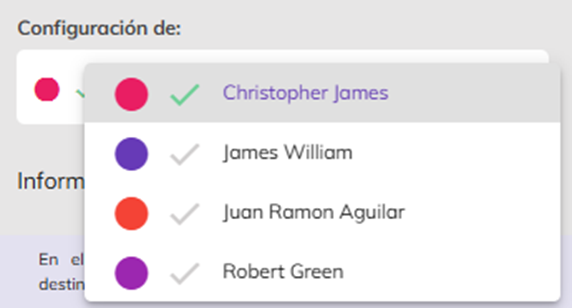 Configuración de:
Christopher James
James William
Juan Ramon Aguilar
Robert Green
Inform
En el
destin